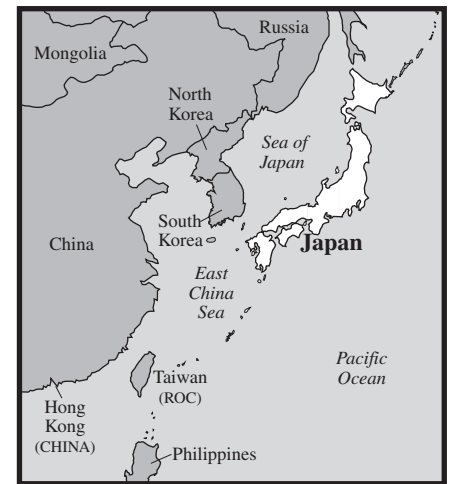 Russia
Mongolia
North
Korea
Sea of
Japan
South
Korea
China
Japan
East
China
Sea
Pacific
Ocean
Taiwan
(ROC)
Hong
Kong
(CHINA)
Philippines